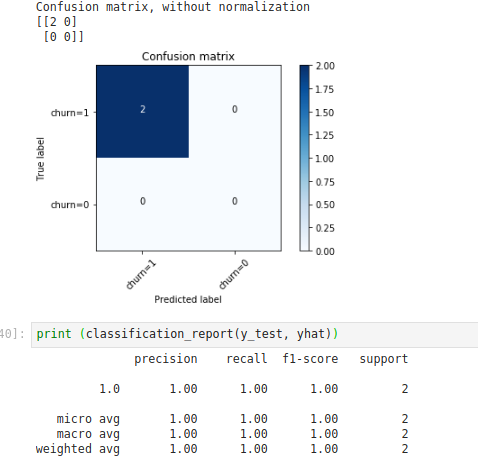 Confusion matrix, without normalization
[[2 0]
[0 0]]
Confusion matrix
2.00
1.75
1.50
1.25
1.00
0.75
0.50
0.25
0.00
True label
churn=1
churn=0
2 0
0 0
churn=1 churn=0
Predicted label
40]: print (classification_report(y_test, yhat))
precision recall f1-score support
1.0 1.00 1.00 1.00 2
micro avg 1.00 1.00 1.00 2
macro avg 1.00 1.00 1.00 2
weighted avg 1.00 1.00 1.00 2